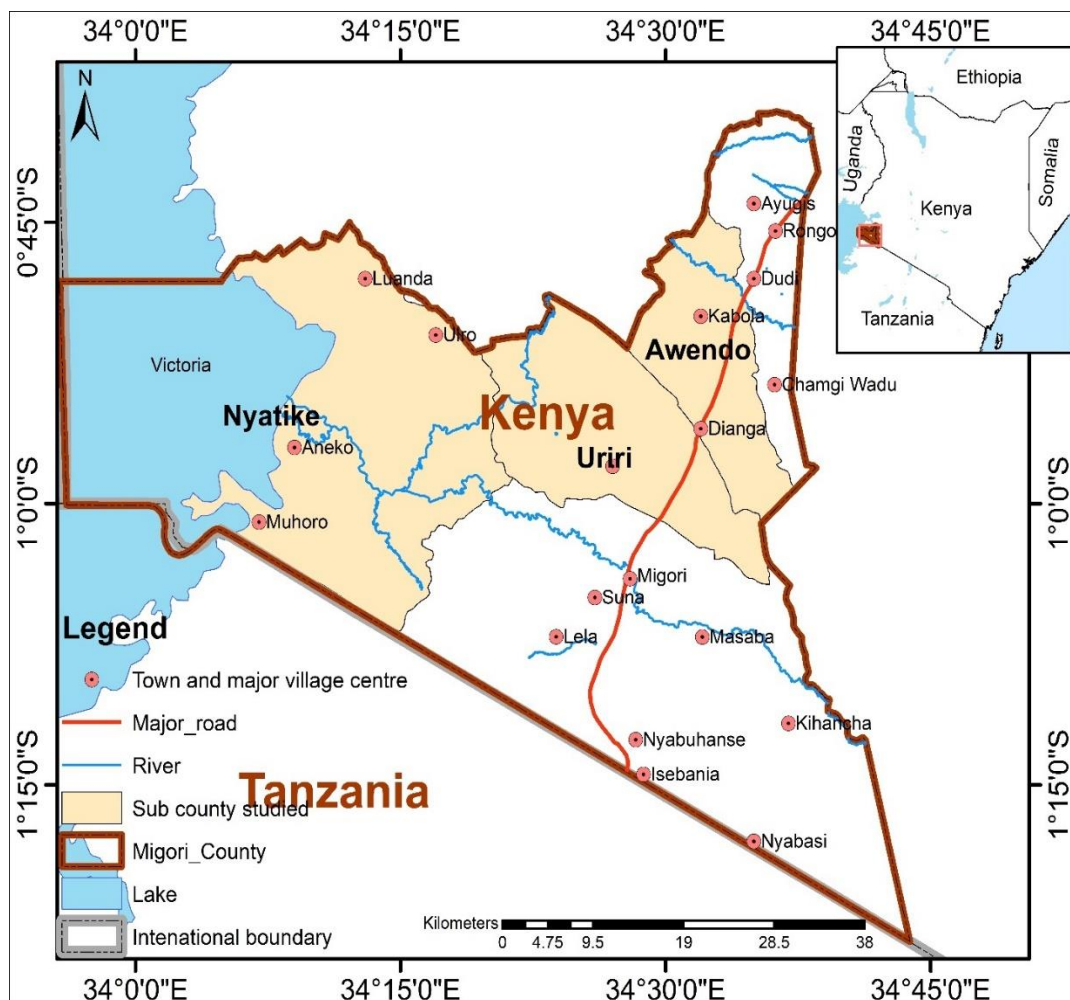 34°0'0"E
34°15'0"E
34°30'0"E
34°45'0"E
N
Ethiopia
Uganda
Somalia
Kenya
Tanzania
0°45'0"S
0°45'0"S
Ayugis
Rongo
Luanda
Dudi
Ulro
Kabola
Victoria
Awendo
Chamgi Wadu
Nyatike
Kenya
Dianga
Aneko
Uriri
1°0'0"S
1°0'0"S
Muhoro
Migori
Suna
Lela
Masaba
Kihancha
Nyabuhanse
Isebania
1°15'0"S
1°15'0"S
Tanzania
Nyabasi
Legend
Town and major village centre
Major_road
River
Sub county studied
Migori_County
Lake
Intenational boundary
Kilometers
0 4.75 9.5 19 28.5 38
34°0'0"E
34°15'0"E
34°30'0"E
34°45'0"E